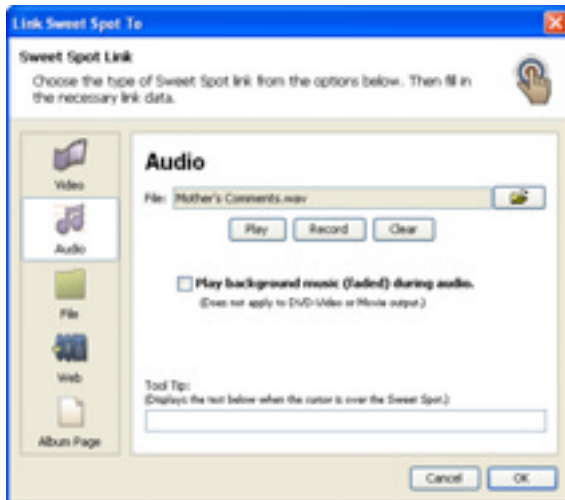 Link Sweet Spot To
Sweet Spot Link
Choose the type of Sweet Spot link from the options below. Then fill in
the necessary link data.
Video
Audio
File
Web
Album Page
Audio
File: Mother's Comments.wav
Play Record Clear
Play background music (faded) during audio.
(Does not apply to DVD-Video or Movie output.)
Tool Tip:
(Displays the text below when the cursor is over the Sweet Spot.)
Cancel OK